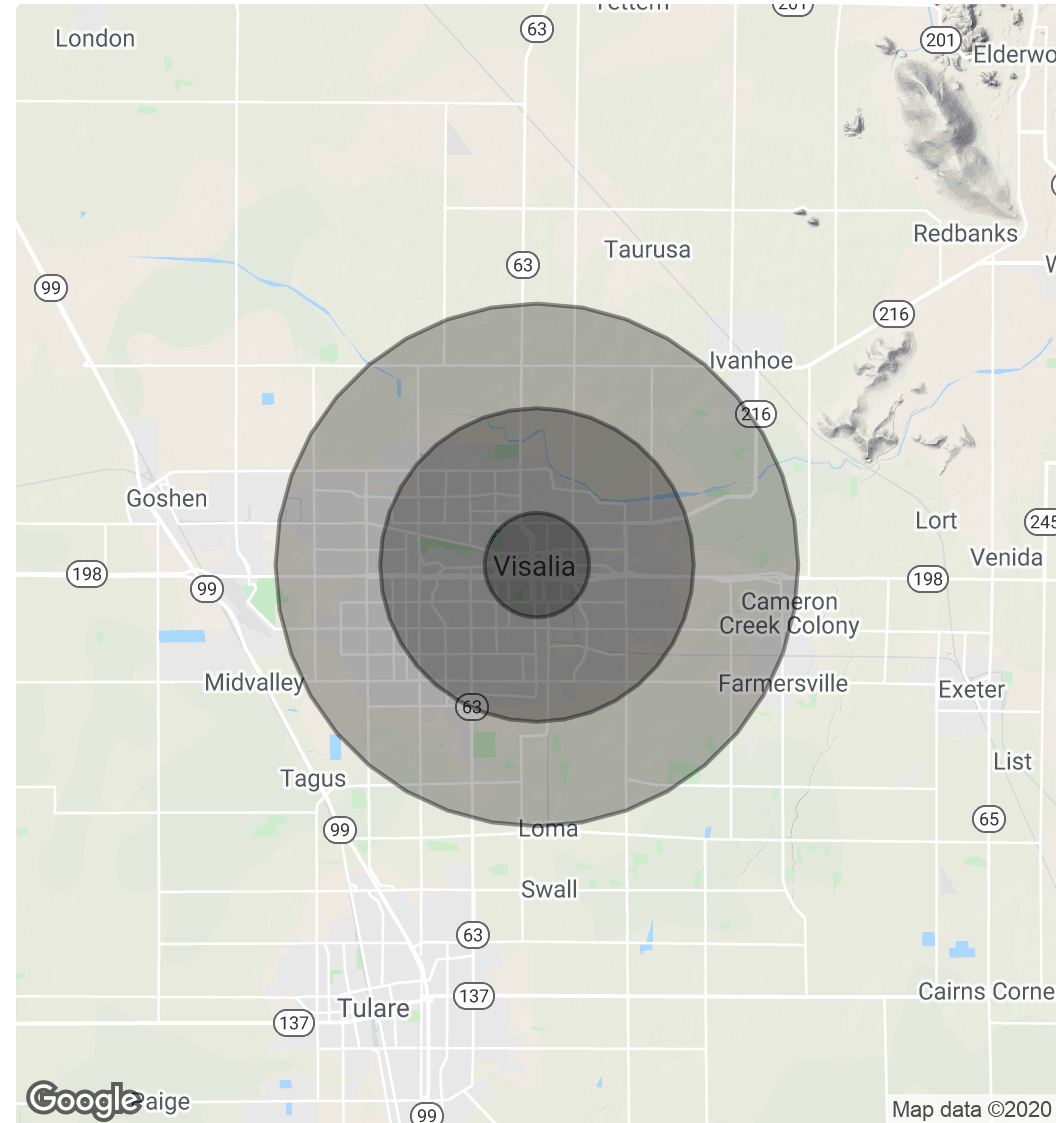 London
63
201
201
Elderwo
Redbanks
Taurusa
63
99
216
Ivanhoe
216
Goshen
Lort
245
Visalia
Venida
198
99
198
Cameron
Creek Colony
Midvalley
63
Farmersville
Exeter
Tagus
List
99
Loma
65
Swall
63
137
Cairns Corne
Tulare
137
Google
Paige
99
Map data ©2020